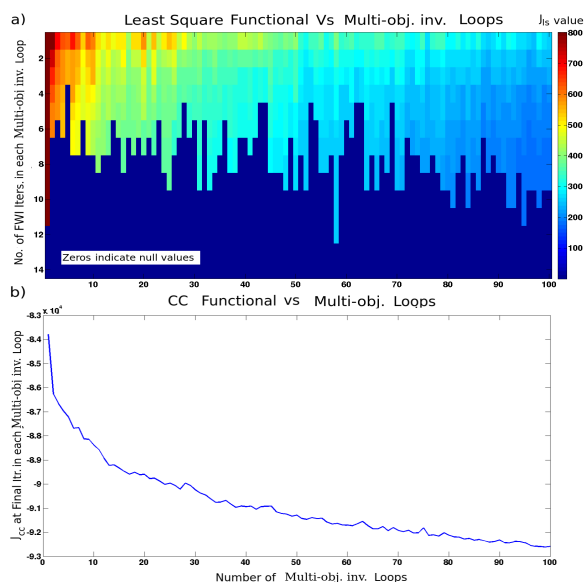 a)
Least Square Functional Vs Multi-obj. inv. Loops
J_ls value
No. of FWI Iters. in each Multi-obj inv. Loop
2
4
6
8
10
12
14
800
700
600
500
400
300
200
100
Zeros indicate null values
10 20 30 40 50 60 70 80 90 100
b)
CC Functional vs Multi-obj. Loops
x 10^4
J_cc at Final Itr. in each Multi-obj inv. Loop
-8.3
-8.4
-8.5
-8.6
-8.7
-8.8
-8.9
-9
-9.1
-9.2
-9.3
0 10 20 30 40 50 60 70 80 90 100
Number of Multi-obj. inv. Loops